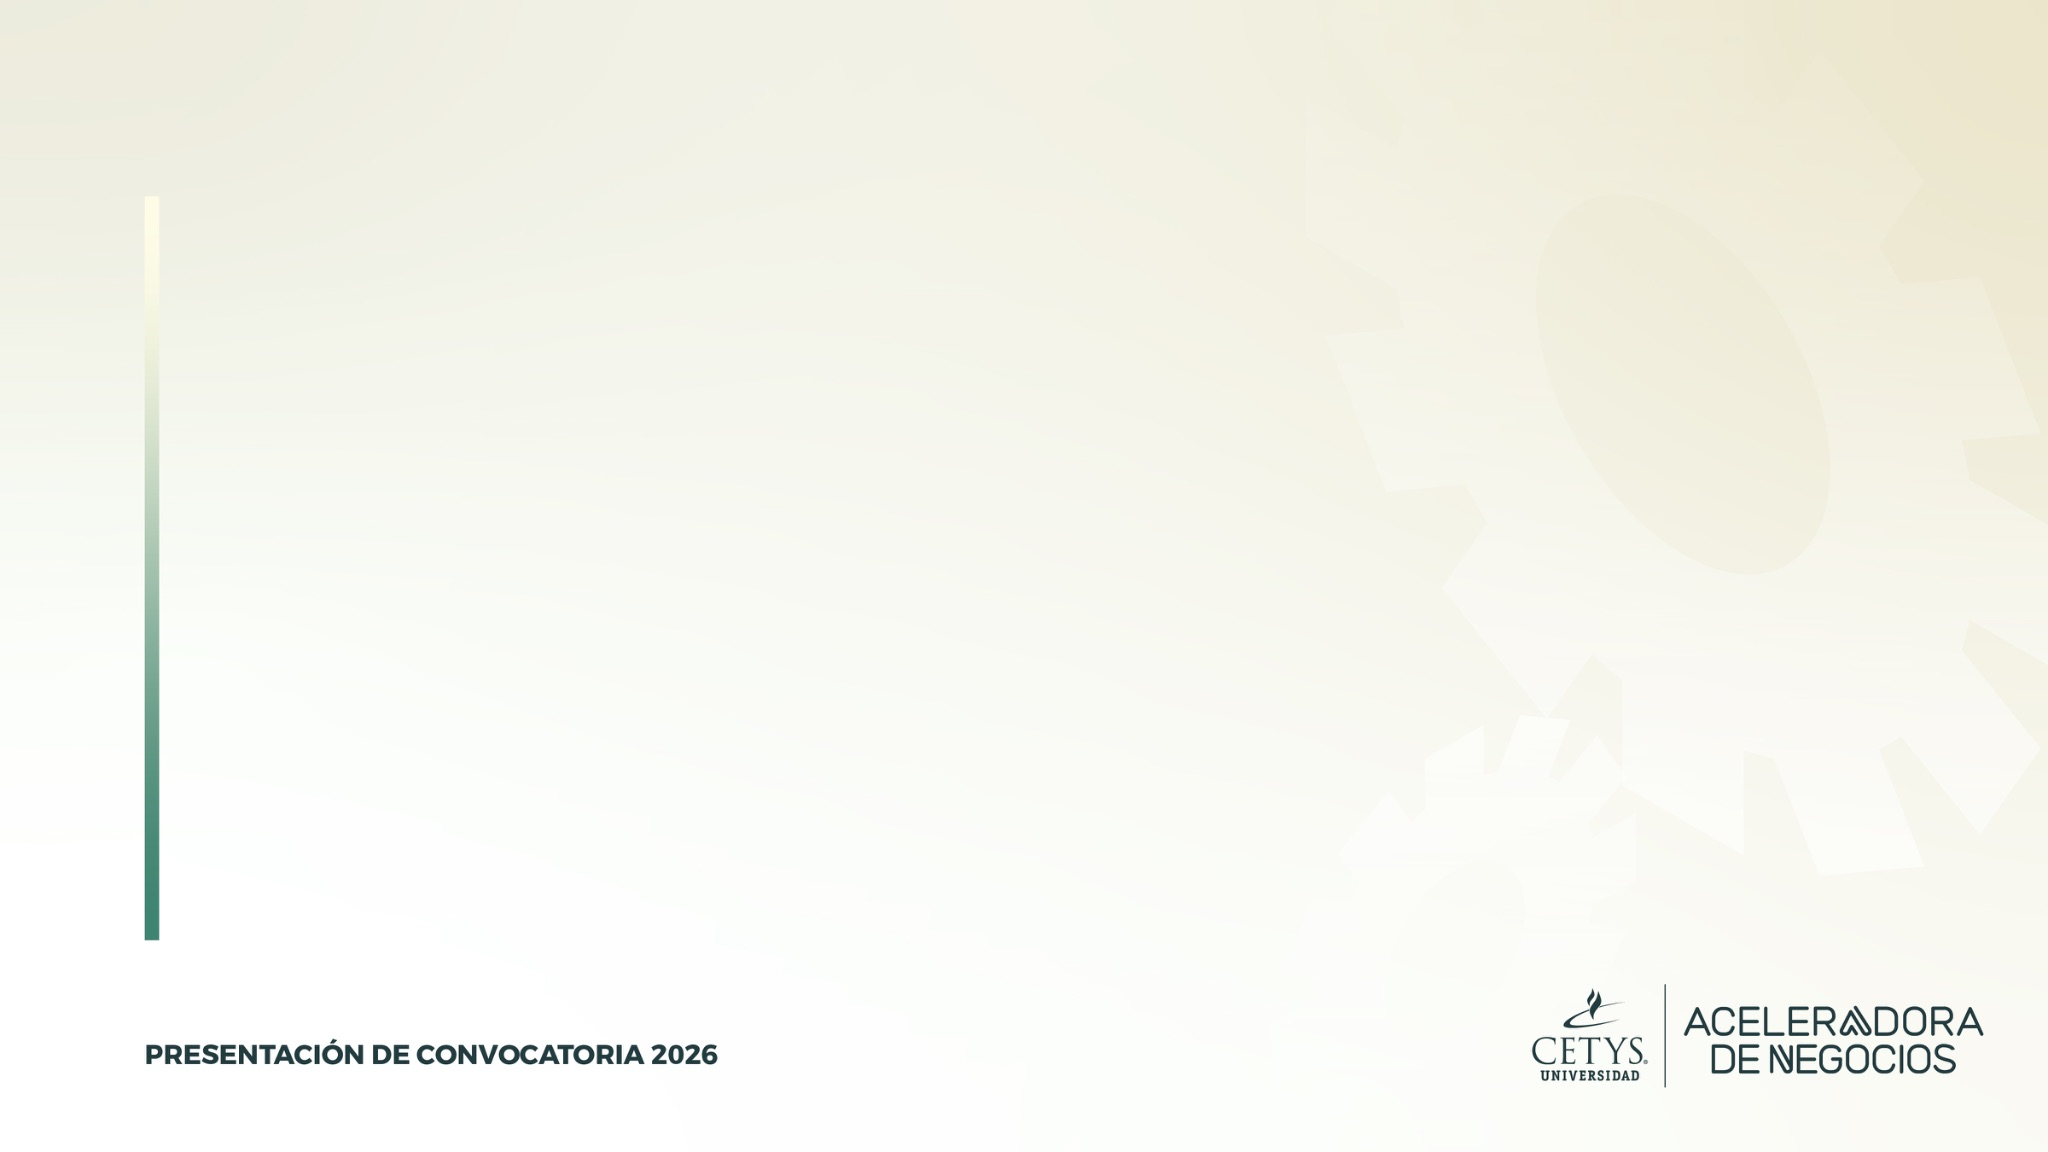 PRESENTACIÓN DE CONVOCATORIA 2026
CETYS
UNIVERSIDAD
ACELERADORA
DE NEGOCIOS